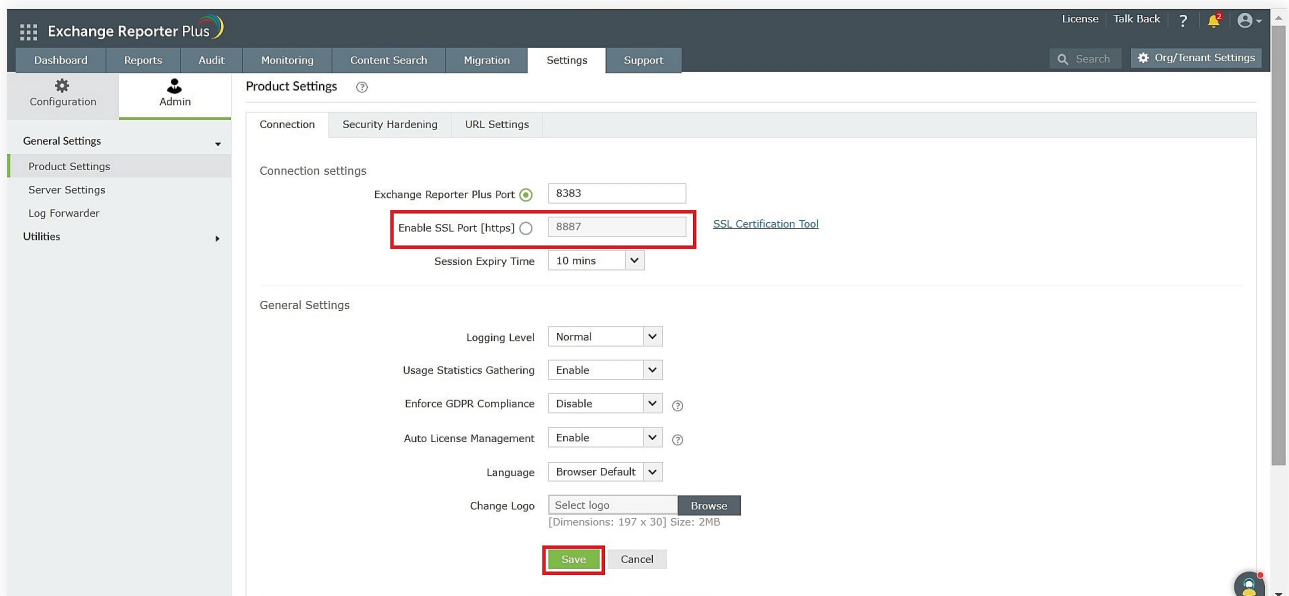 Exchange Reporter Plus
License Talk Back ? 2
Dashboard Reports Audit Monitoring Content Search Migration Settings Support Search Org/Tenant Settings
Configuration Admin
Product Settings ?
General Settings
Product Settings
Server Settings
Log Forwarder
Utilities
Connection Security Hardening URL Settings
Connection settings
Exchange Reporter Plus Port 8383
Enable SSL Port [https] 8887 SSL Certification Tool
Session Expiry Time 10 mins
General Settings
Logging Level Normal
Usage Statistics Gathering Enable
Enforce GDPR Compliance Disable ?
Auto License Management Enable ?
Language Browser Default
Change Logo Select logo Browse
[Dimensions: 197 x 30] Size: 2MB
Save Cancel